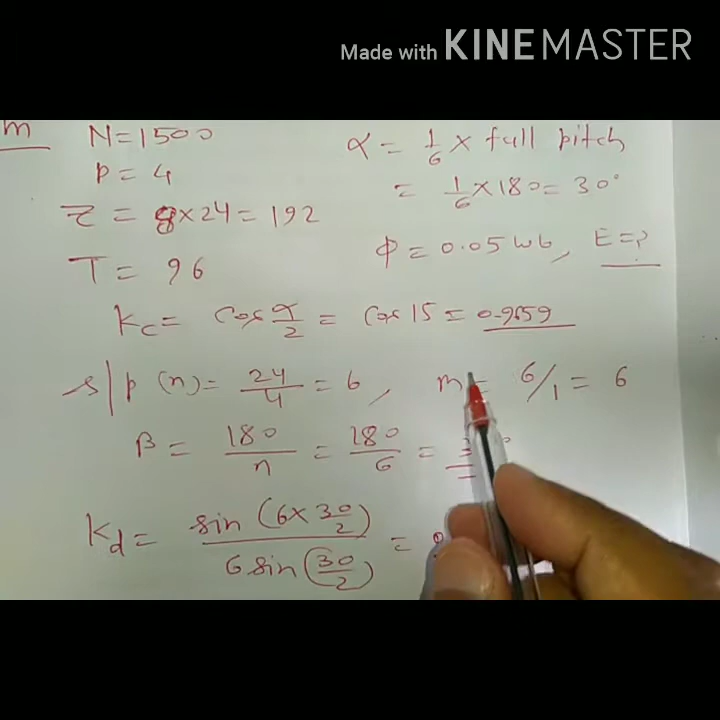 Made with KINEMASTER
m
N=1500
α = 1/6 × full pitch
P = 4
= 1/6 × 180 = 30°
Z = 8×24 = 192
φ = 0.05 wb, E = ?
T = 96
Kc = Cos α/2 = Cos 15 = 0.9659
s/p (n) = 24/4 = 6, m = 6/1 = 6
β = 180/n = 180/6 =
Kd = sin (6×30/2) / 6 sin (30/2) =